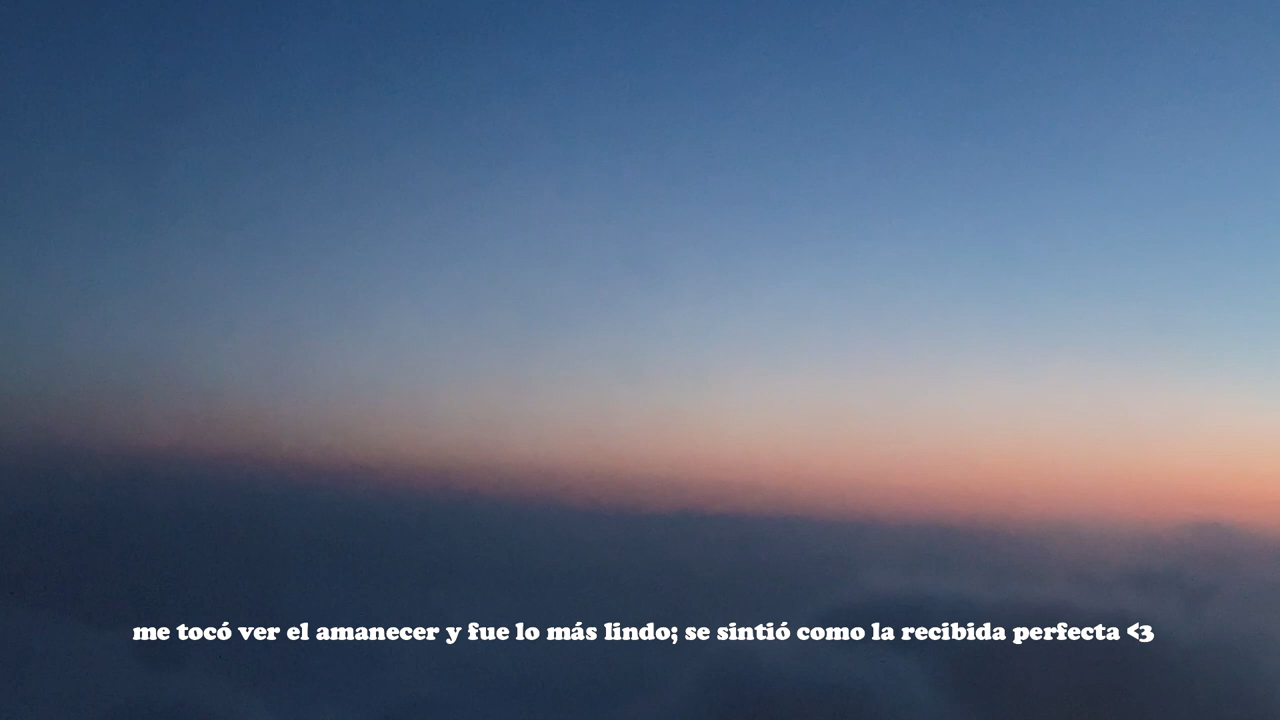 me tocó ver el amanecer y fue lo más lindo; se sintió como la recibida perfecta <3